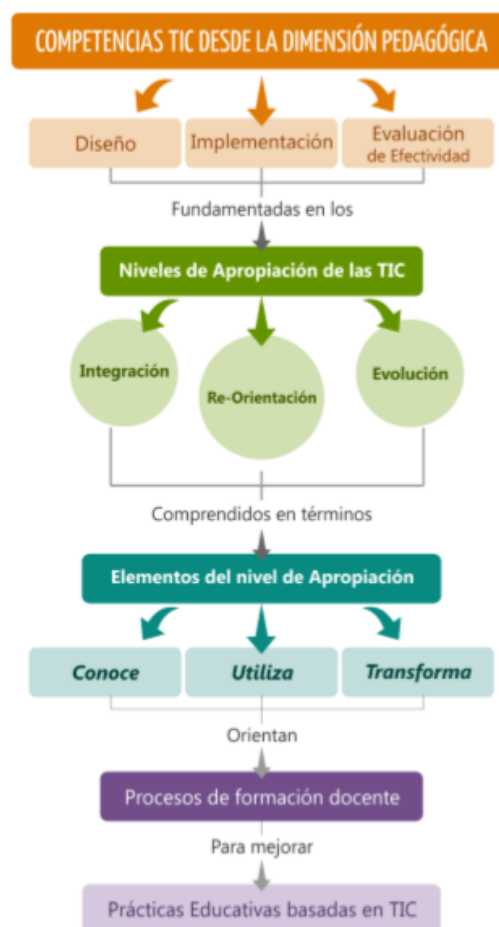 COMPETENCIAS TIC DESDE LA DIMENSIÓN PEDAGÓGICA
Diseño
Implementación
Evaluación
de Efectividad
Fundamentadas en los
Niveles de Apropiación de las TIC
Integración
Re-Orientación
Evolución
Comprendidos en términos
Elementos del nivel de Apropiación
Conoce
Utiliza
Transforma
Orientan
Procesos de formación docente
Para mejorar
Prácticas Educativas basadas en TIC